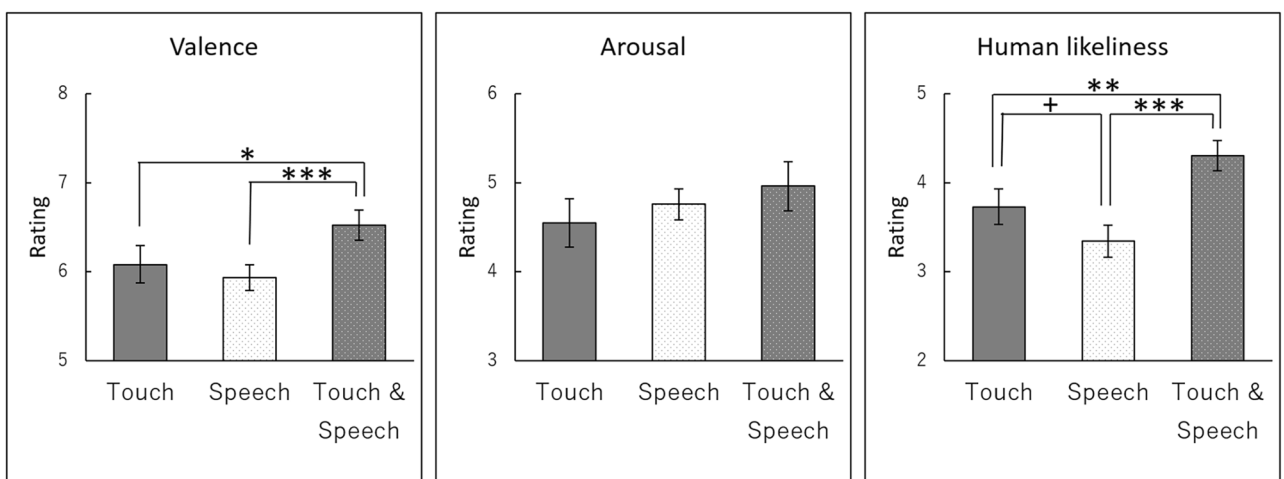 Valence
8
7
6
5
Rating
*
***
Touch
Speech
Touch &
Speech
Arousal
6
5
4
3
Rating
Touch
Speech
Touch &
Speech
Human likeliness
5
4
3
2
Rating
**
+
***
Touch
Speech
Touch &
Speech